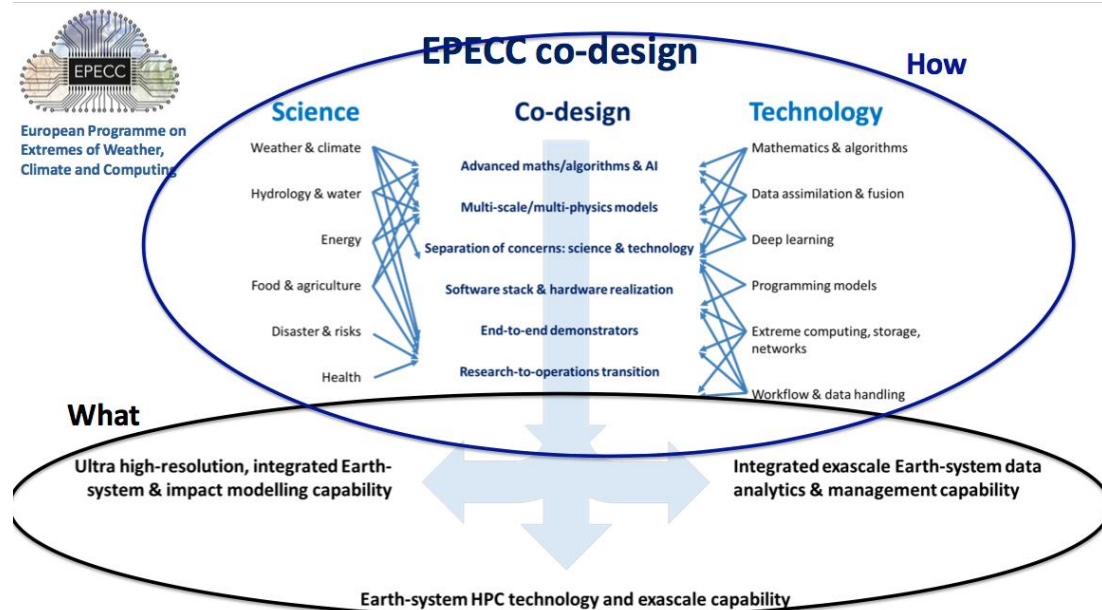 EPECC co-design
How
EPECC
European Programme on
Extremes of Weather,
Climate and Computing
Science
Weather & climate
Hydrology & water
Energy
Food & agriculture
Disaster & risks
Health
Co-design
Advanced maths/algorithms & AI
Multi-scale/multi-physics models
Separation of concerns: science & technology
Software stack & hardware realization
End-to-end demonstrators
Research-to-operations transition
Technology
Mathematics & algorithms
Data assimilation & fusion
Deep learning
Programming models
Extreme computing, storage,
networks
Workflow & data handling
What
Ultra high-resolution, integrated Earth-
system & impact modelling capability
Integrated exascale Earth-system data
analytics & management capability
Earth-system HPC technology and exascale capability